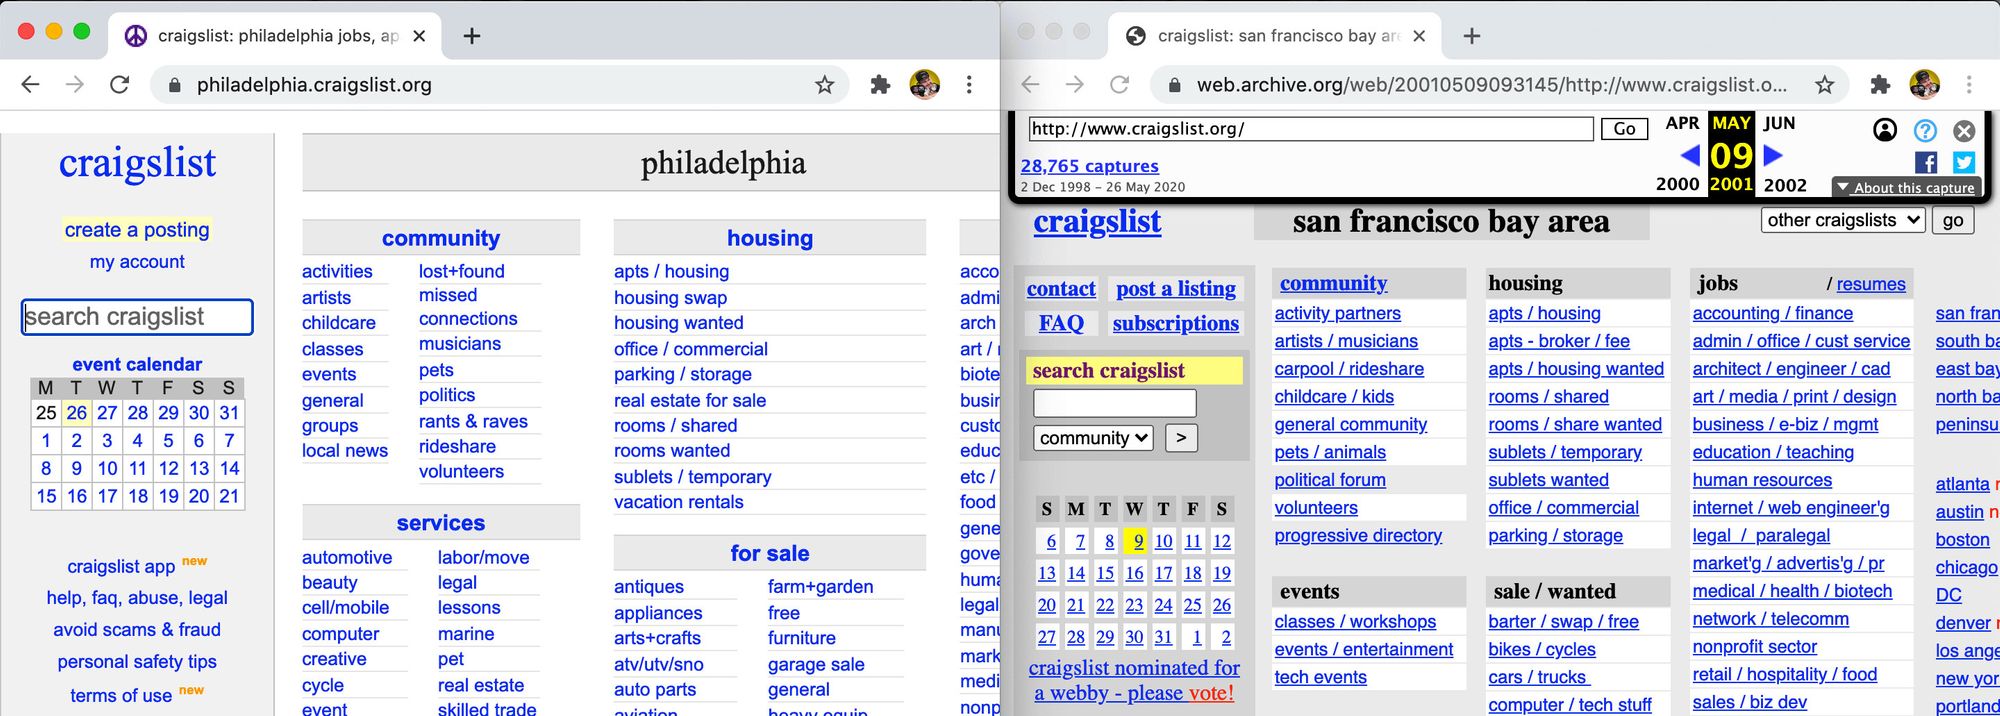 craigslist: philadelphia jobs, ap
philadelphia.craigslist.org
craigslist
create a posting
my account
search craigslist
event calendar
M T W T F S S
25 26 27 28 29 30 31
1 2 3 4 5 6 7
8 9 10 11 12 13 14
15 16 17 18 19 20 21
craigslist app new
help, faq, abuse, legal
avoid scams & fraud
personal safety tips
terms of use new
philadelphia
community
activities
artists
childcare
classes
events
general
groups
local news
lost+found
missed
connections
musicians
pets
politics
rants & raves
rideshare
volunteers
services
automotive
beauty
cell/mobile
computer
creative
cycle
event
labor/move
legal
lessons
marine
pet
real estate
skilled trade
housing
apts / housing
housing swap
housing wanted
office / commercial
parking / storage
real estate for sale
rooms / shared
rooms wanted
sublets / temporary
vacation rentals
for sale
antiques
appliances
arts+crafts
atv/utv/sno
auto parts
aviation
farm+garden
free
furniture
garage sale
general
heavy equip
acco
admi
arch
art / 
biote
busin
custo
educ
etc /
food
gene
gove
huma
legal
manu
mark
medi
nonp
craigslist: san francisco bay are
web.archive.org/web/20010509093145/http://www.craigslist.o...
http://www.craigslist.org/
Go
APR MAY JUN
09
2000 2001 2002
28,765 captures
2 Dec 1998 – 26 May 2020
About this capture
craigslist
san francisco bay area
other craigslists
go
contact post a listing
FAQ subscriptions
search craigslist
community >
S M T W T F S
6 7 8 9 10 11 12
13 14 15 16 17 18 19
20 21 22 23 24 25 26
27 28 29 30 31 1 2
craigslist nominated for
a webby - please vote!
community
activity partners
artists / musicians
carpool / rideshare
childcare / kids
general community
pets / animals
political forum
volunteers
progressive directory
events
classes / workshops
events / entertainment
tech events
housing
apts / housing
apts - broker / fee
apts / housing wanted
rooms / shared
rooms / share wanted
sublets / temporary
sublets wanted
office / commercial
parking / storage
sale / wanted
barter / swap / free
bikes / cycles
cars / trucks
computer / tech stuff
jobs / resumes
accounting / finance
admin / office / cust service
architect / engineer / cad
art / media / print / design
business / e-biz / mgmt
education / teaching
human resources
internet / web engineer'g
legal / paralegal
market'g / advertis'g / pr
medical / health / biotech
network / telecomm
nonprofit sector
retail / hospitality / food
sales / biz dev
san fran
south ba
east bay
north ba
peninsu
atlanta n
austin n
boston
chicago
DC
denver
los ange
new yor
portland